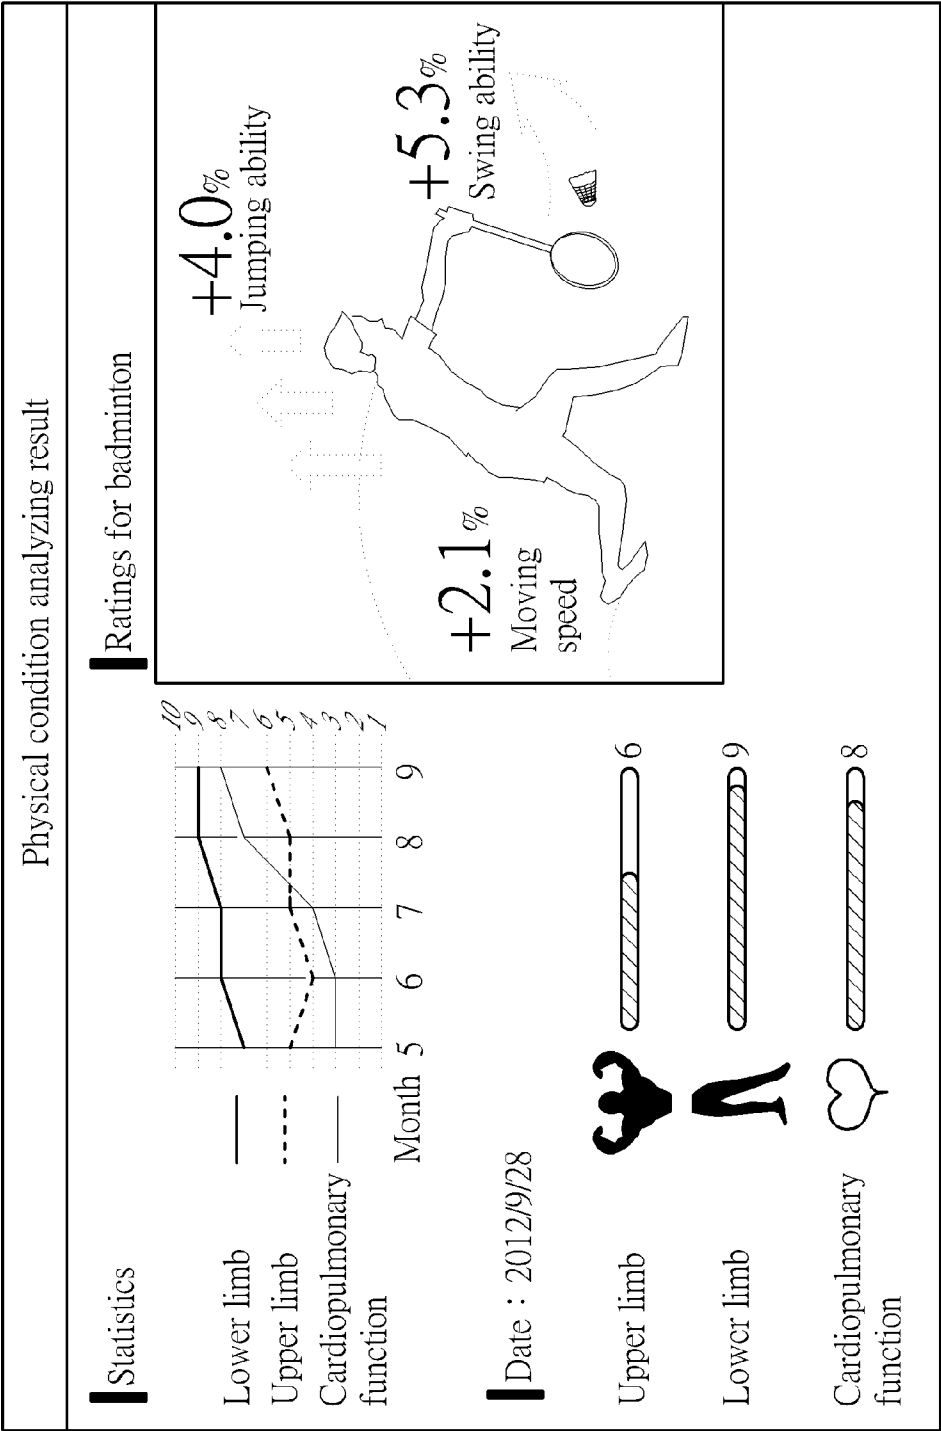 Physical condition analyzing result
Statistics
Lower limb
Upper limb
Cardiopulmonary
function
Month 5 6 7 8 9
10
9
8
7
6
5
4
3
2
1
Ratings for badminton
+4.0%
Jumping ability
+5.3%
Swing ability
+2.1%
Moving
speed
Date : 2012/9/28
Upper limb 6
Lowcr limb 9
Cardiopulmonary 8
function